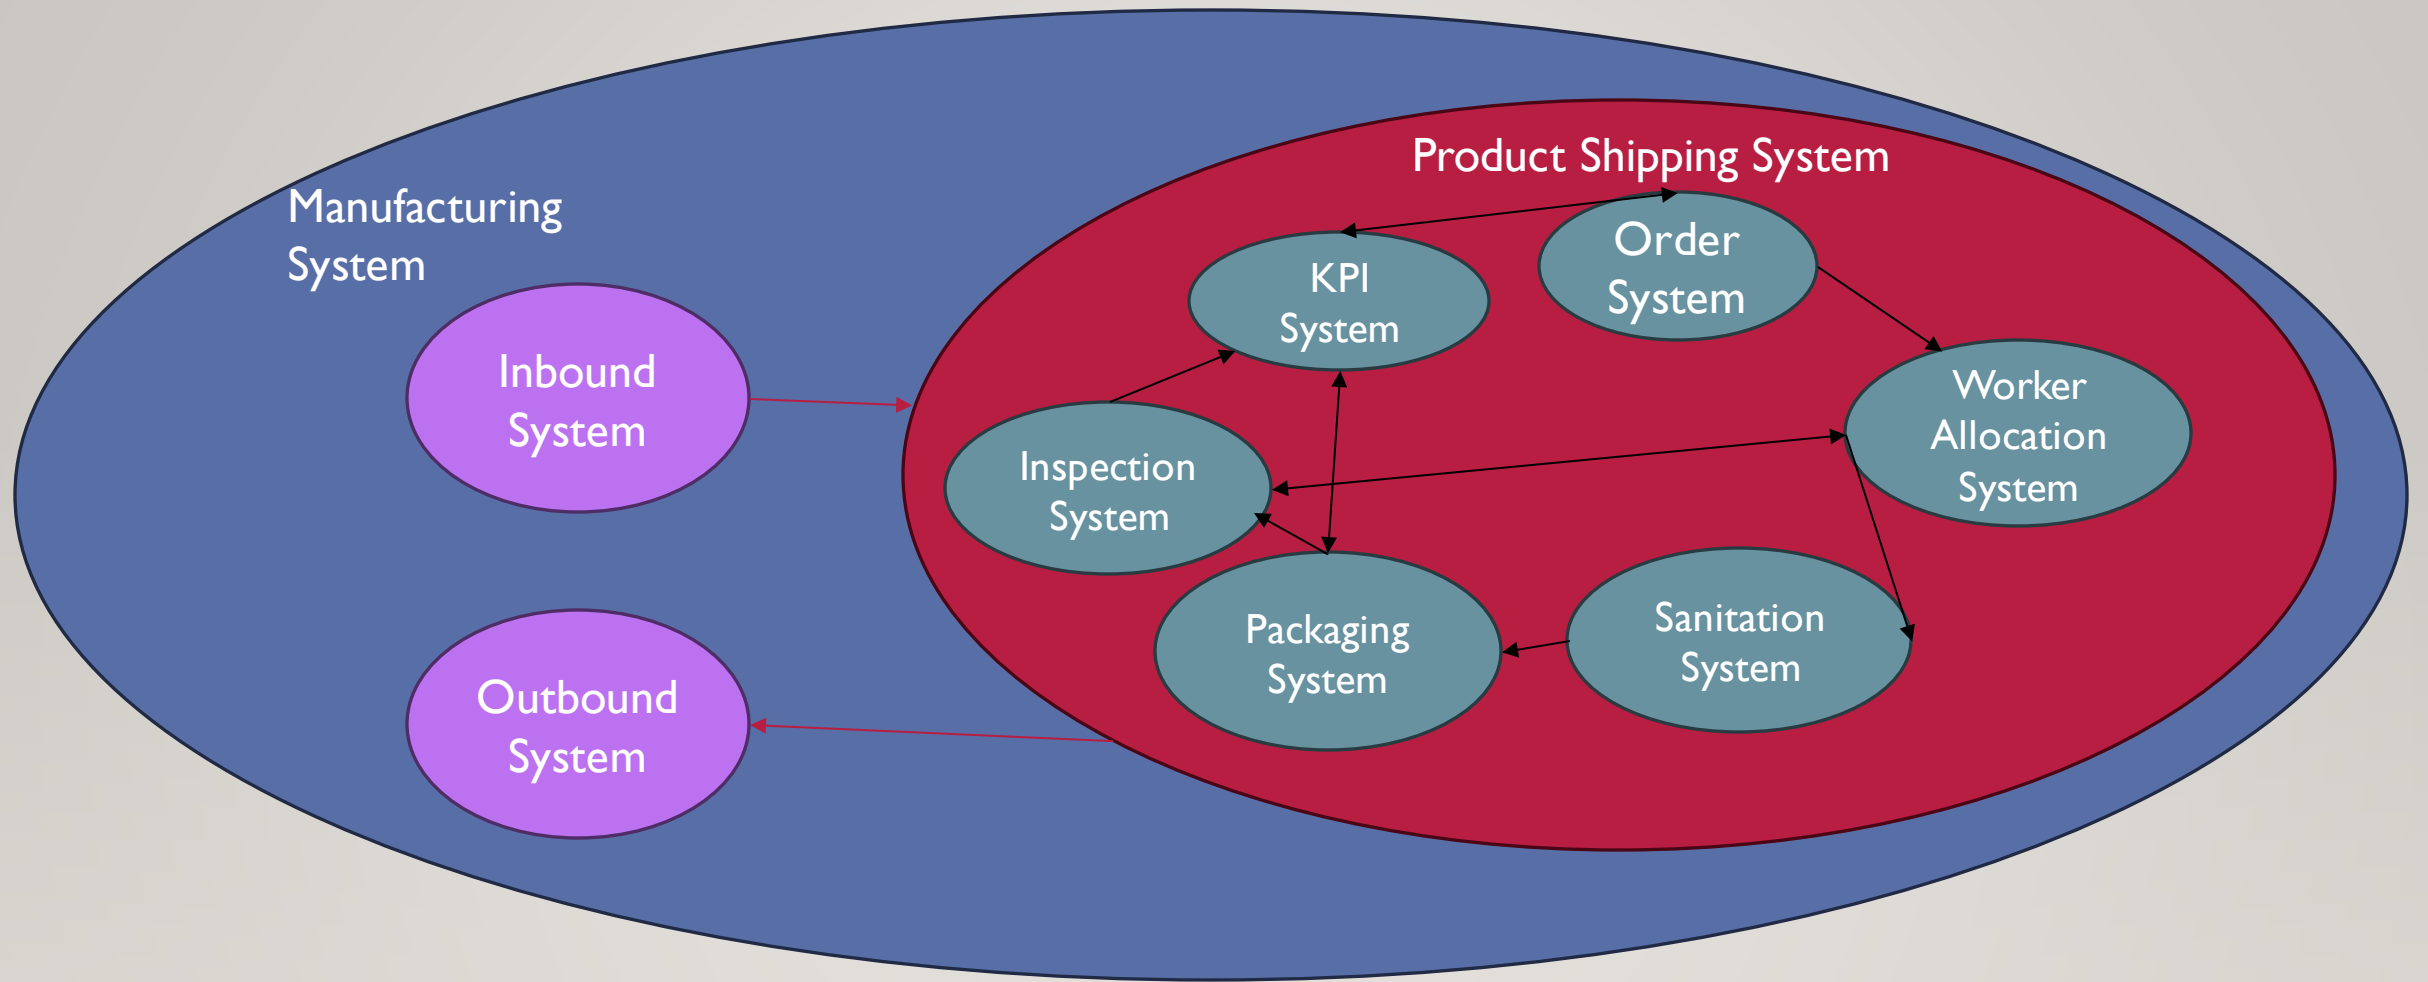 Product Shipping System
Manufacturing
System
Order
System
KPI
System
Inbound
System
Worker
Allocation
System
Inspection
System
Packaging
System
Sanitation
System
Outbound
System